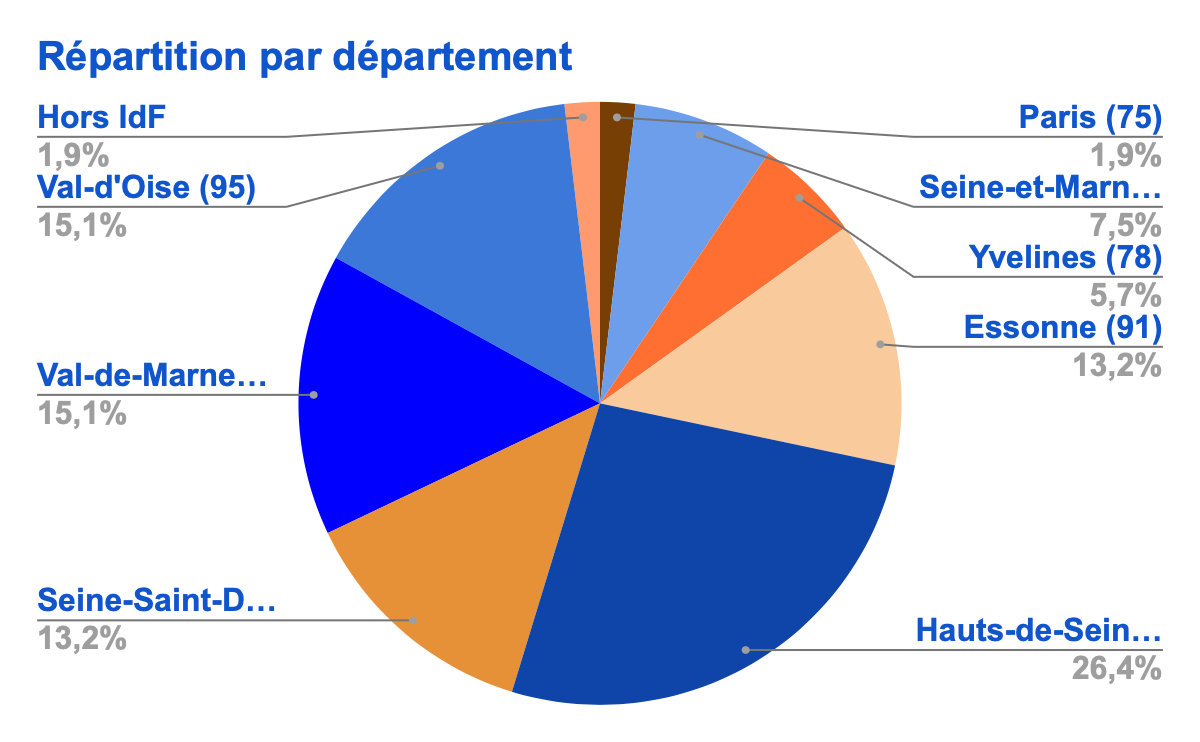 Répartition par département
Hors IdF
1,9%
Val-d'Oise (95)
15,1%
Val-de-Marne…
15,1%
Seine-Saint-D…
13,2%
Paris (75)
1,9%
Seine-et-Marn…
7,5%
Yvelines (78)
5,7%
Essonne (91)
13,2%
Hauts-de-Sein…
26,4%